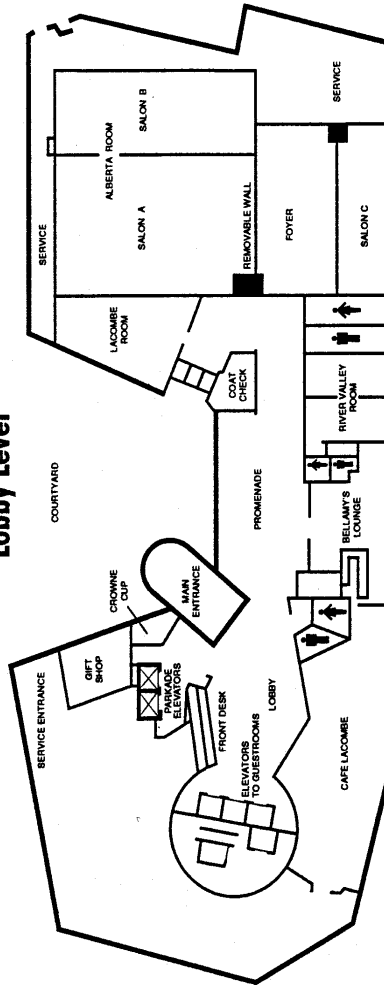 Lobby Level
SERVICE
SALON B
ALBERTA ROOM
SALON A
SERVICE
REMOVABLE WALL
FOYER
SALON C
LACOMBE
ROOM
COAT
CHECK
RIVER VALLEY
ROOM
COURTYARD
PROMENADE
BELLAMY'S
LOUNGE
CROWNE
CUP
MAIN
ENTRANCE
GIFT
SHOP
SERVICE ENTRANCE
PARKADE
ELEVATORS
FRONT DESK
LOBBY
ELEVATORS
TO GUESTROOMS
CAFE LACOMBE